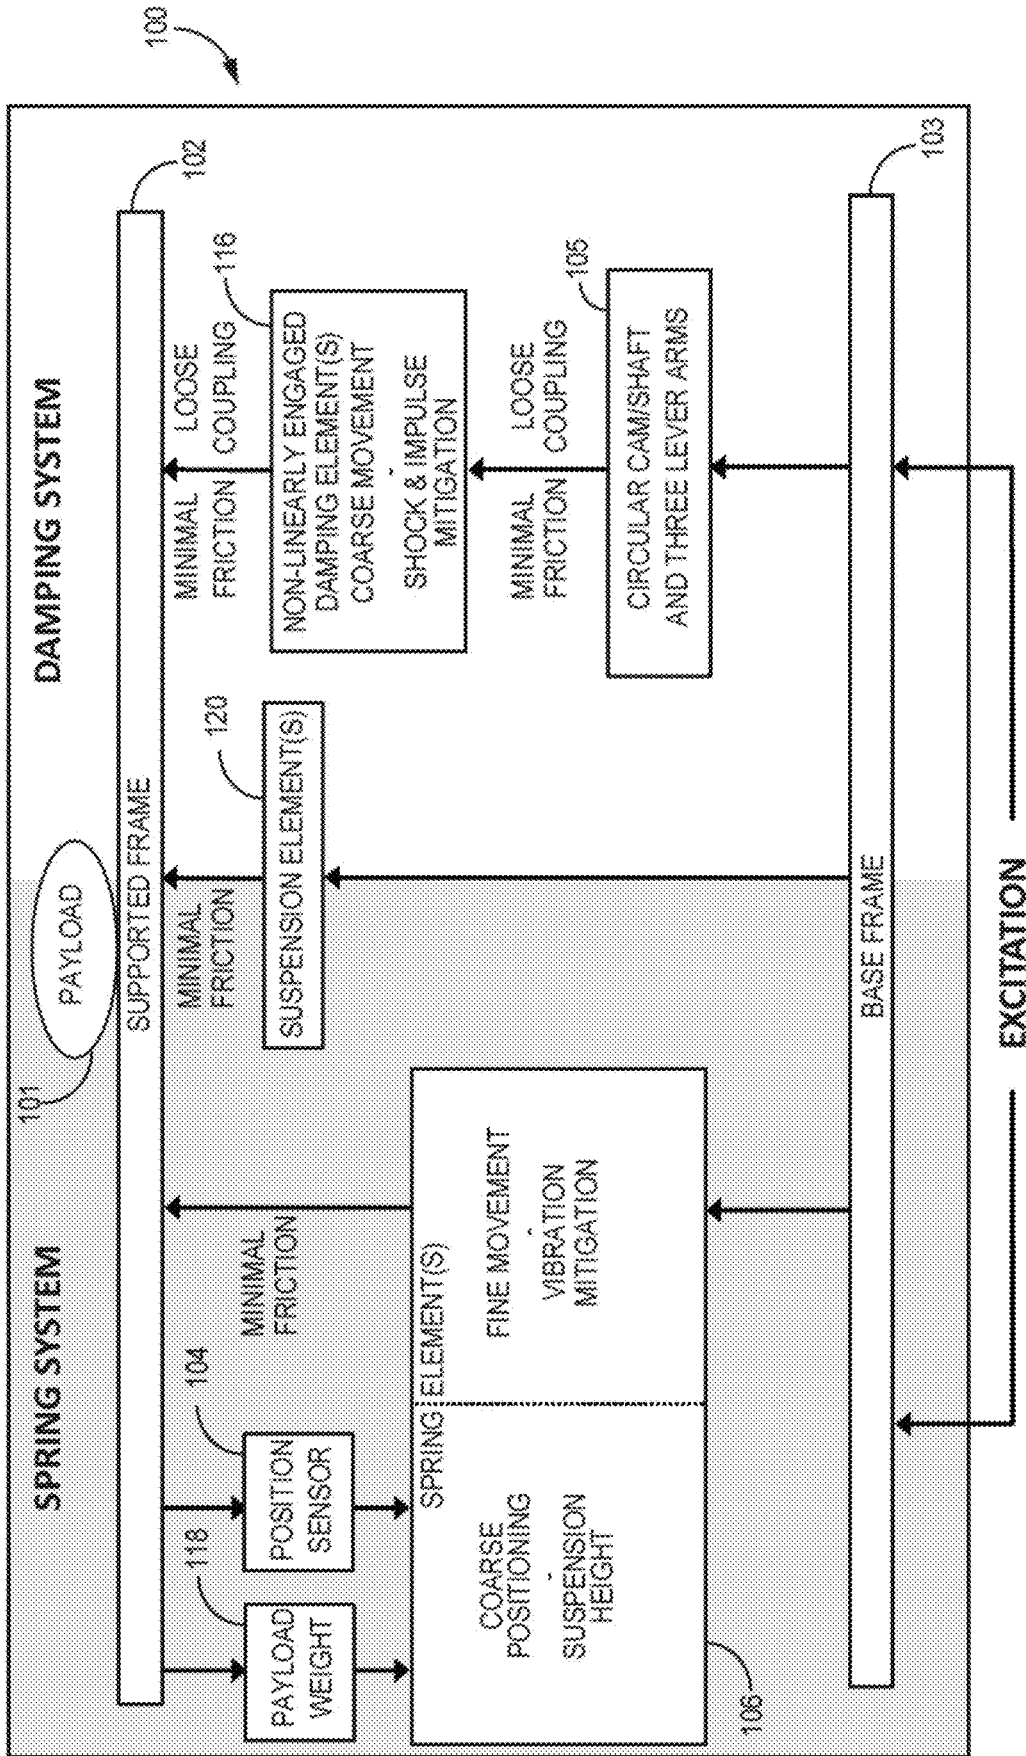 100
SPRING SYSTEM
DAMPING SYSTEM
101
PAYLOAD
102
SUPPORTED FRAME
118
PAYLOAD
WEIGHT
104
POSITION
SENSOR
MINIMAL
FRICTION
MINIMAL
FRICTION
120
SUSPENSION ELEMENT(S)
MINIMAL
FRICTION
LOOSE
COUPLING
116
NON-LINEARLY ENGAGED
DAMPING ELEMENT(S)
COARSE MOVEMENT
-
SHOCK & IMPULSE
MITIGATION
MINIMAL
FRICTION
LOOSE
COUPLING
105
CIRCULAR CAM/SHAFT
AND THREE LEVER ARMS
SPRING ELEMENT(S)
COARSE
POSITIONING
-
SUSPENSION
HEIGHT
FINE MOVEMENT
-
VIBRATION
MITIGATION
106
BASE FRAME
103
EXCITATION